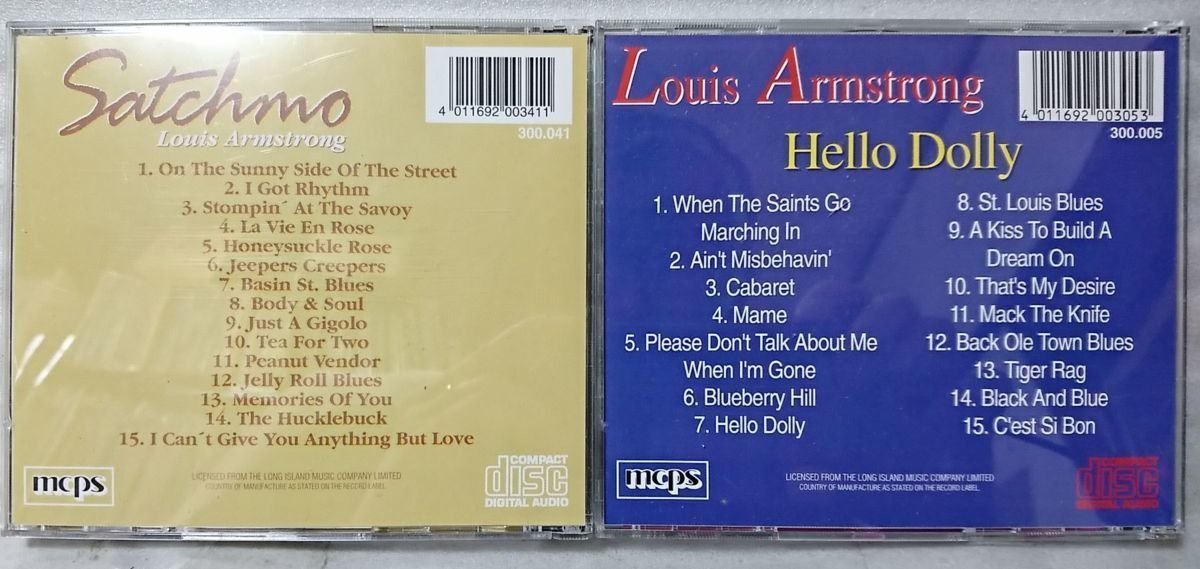 Satchmo
Louis Armstrong
4 011692 003411
300.041
1. On The Sunny Side Of The Street
2. I Got Rhythm
3. Stompin´ At The Savoy
4. La Vie En Rose
5. Honeysuckle Rose
6. Jeepers Creepers
7. Basin St. Blues
8. Body & Soul
9. Just A Gigolo
10. Tea For Two
11. Peanut Vendor
12. Jelly Roll Blues
13. Memories Of You
14. The Hucklebuck
15. I Can´t Give You Anything But Love
mcps
LICENSED FROM THE LONG ISLAND MUSIC COMPANY LIMITED
COUNTRY OF MANUFACTURE AS STATED ON THE RECORD LABEL.
COMPACT
disc
DIGITAL AUDIO
Louis Armstrong
4 011692 003053
300.005
Hello Dolly
1. When The Saints Go
Marching In
2. Ain't Misbehavin'
3. Cabaret
4. Mame
5. Please Don't Talk About Me
When I'm Gone
6. Blueberry Hill
7. Hello Dolly
8. St. Louis Blues
9. A Kiss To Build A
Dream On
10. That's My Desire
11. Mack The Knife
12. Back Ole Town Blues
13. Tiger Rag
14. Black And Blue
15. C'est Si Bon
mcps
LICENSED FROM THE LONG ISLAND MUSIC COMPANY LIMITED
COUNTRY OF MANUFACTURE AS STATED ON THE RECORD LABEL.
COMPACT
disc
DIGITAL AUDIO